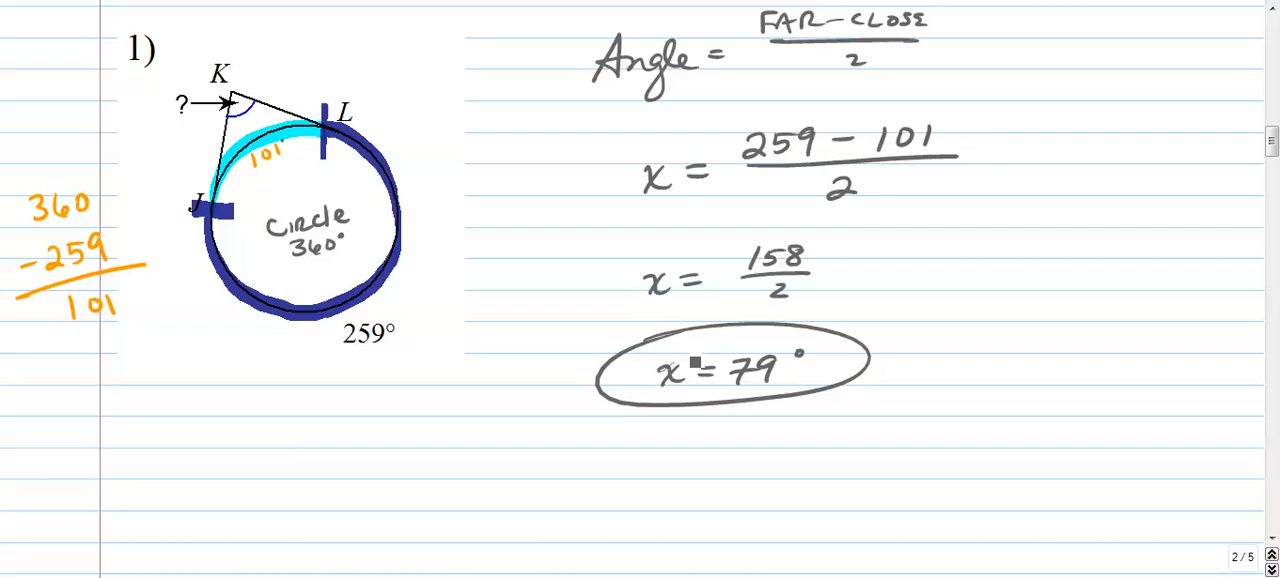 1)
K
?
L
101°
J
Circle
360°
259°
360
-259
101
Angle = FAR-CLOSE
2
x = 259 - 101
2
x = 158
2
x = 79°
2 / 5